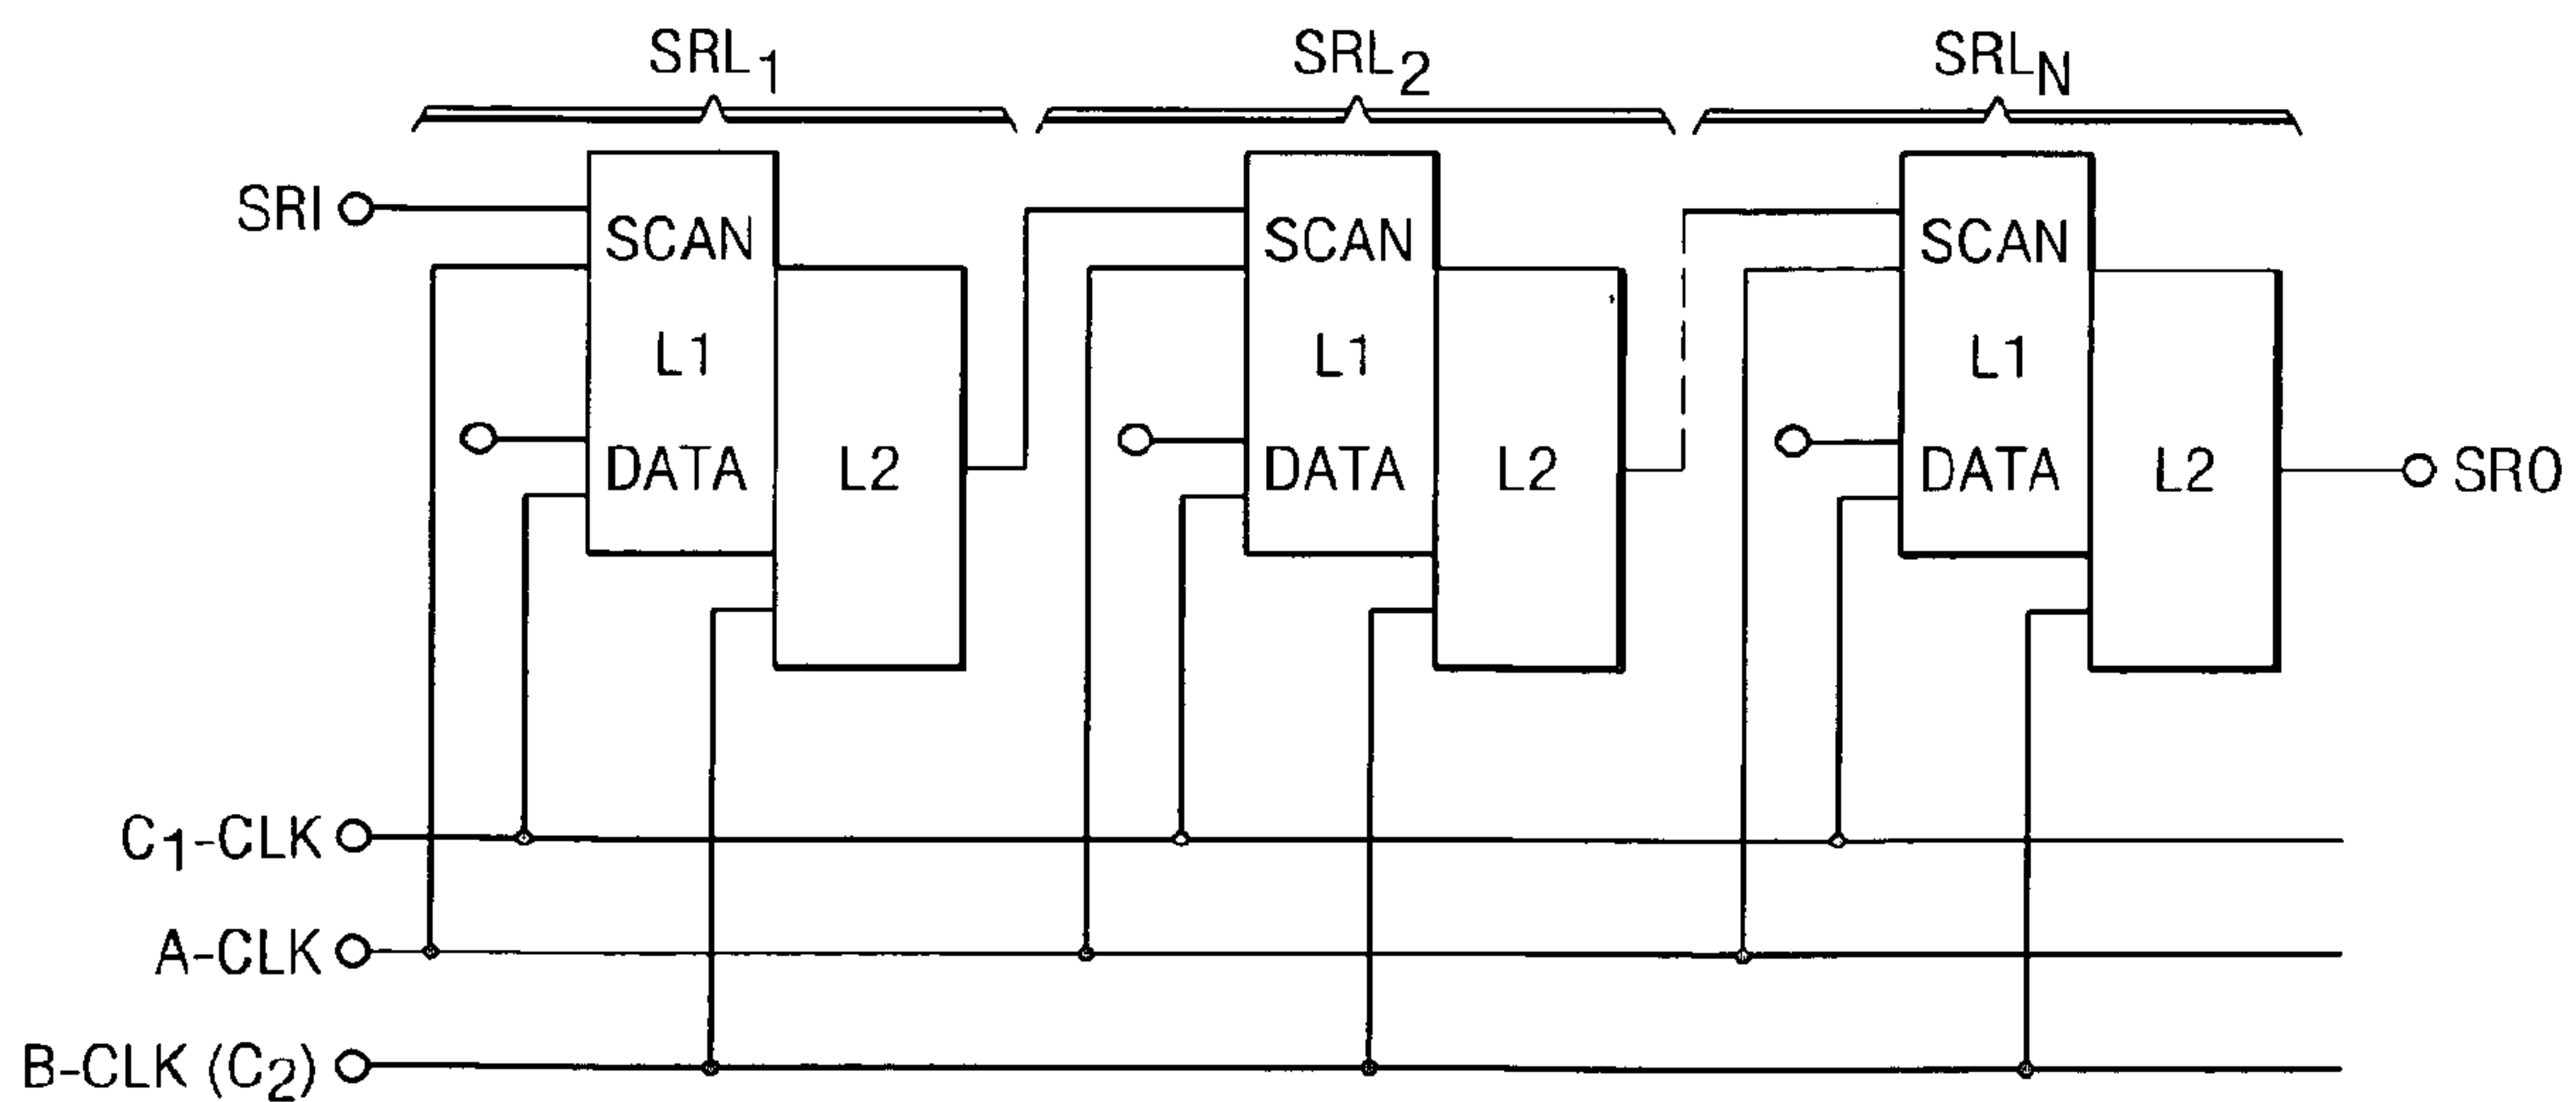 SRL1 SRL2 SRLN
SRI
SCAN SCAN SCAN
L1 L1 L1
DATA L2 DATA L2 DATA L2 SRO
C1-CLK
A-CLK
B-CLK (C2)